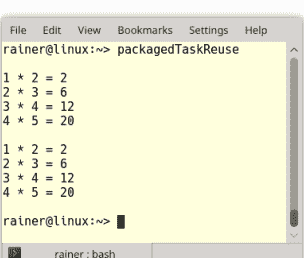 File Edit View Bookmarks Settings Help
rainer@linux:~> packagedTaskReuse
1 * 2 = 2
2 * 3 = 6
3 * 4 = 12
4 * 5 = 20
1 * 2 = 2
2 * 3 = 6
3 * 4 = 12
4 * 5 = 20
rainer@linux:~>
rainer : bash